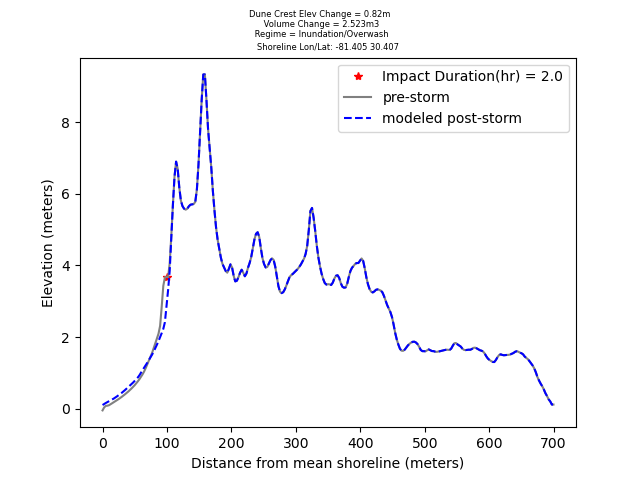 Dune Crest Elev Change = 0.82m
Volume Change = 2.523m3
Regime = Inundation/Overwash
Shoreline Lon/Lat: -81.405 30.407
Impact Duration(hr) = 2.0
pre-storm
modeled post-storm
Elevation (meters)
8
6
4
2
0
0 100 200 300 400 500 600 700
Distance from mean shoreline (meters)